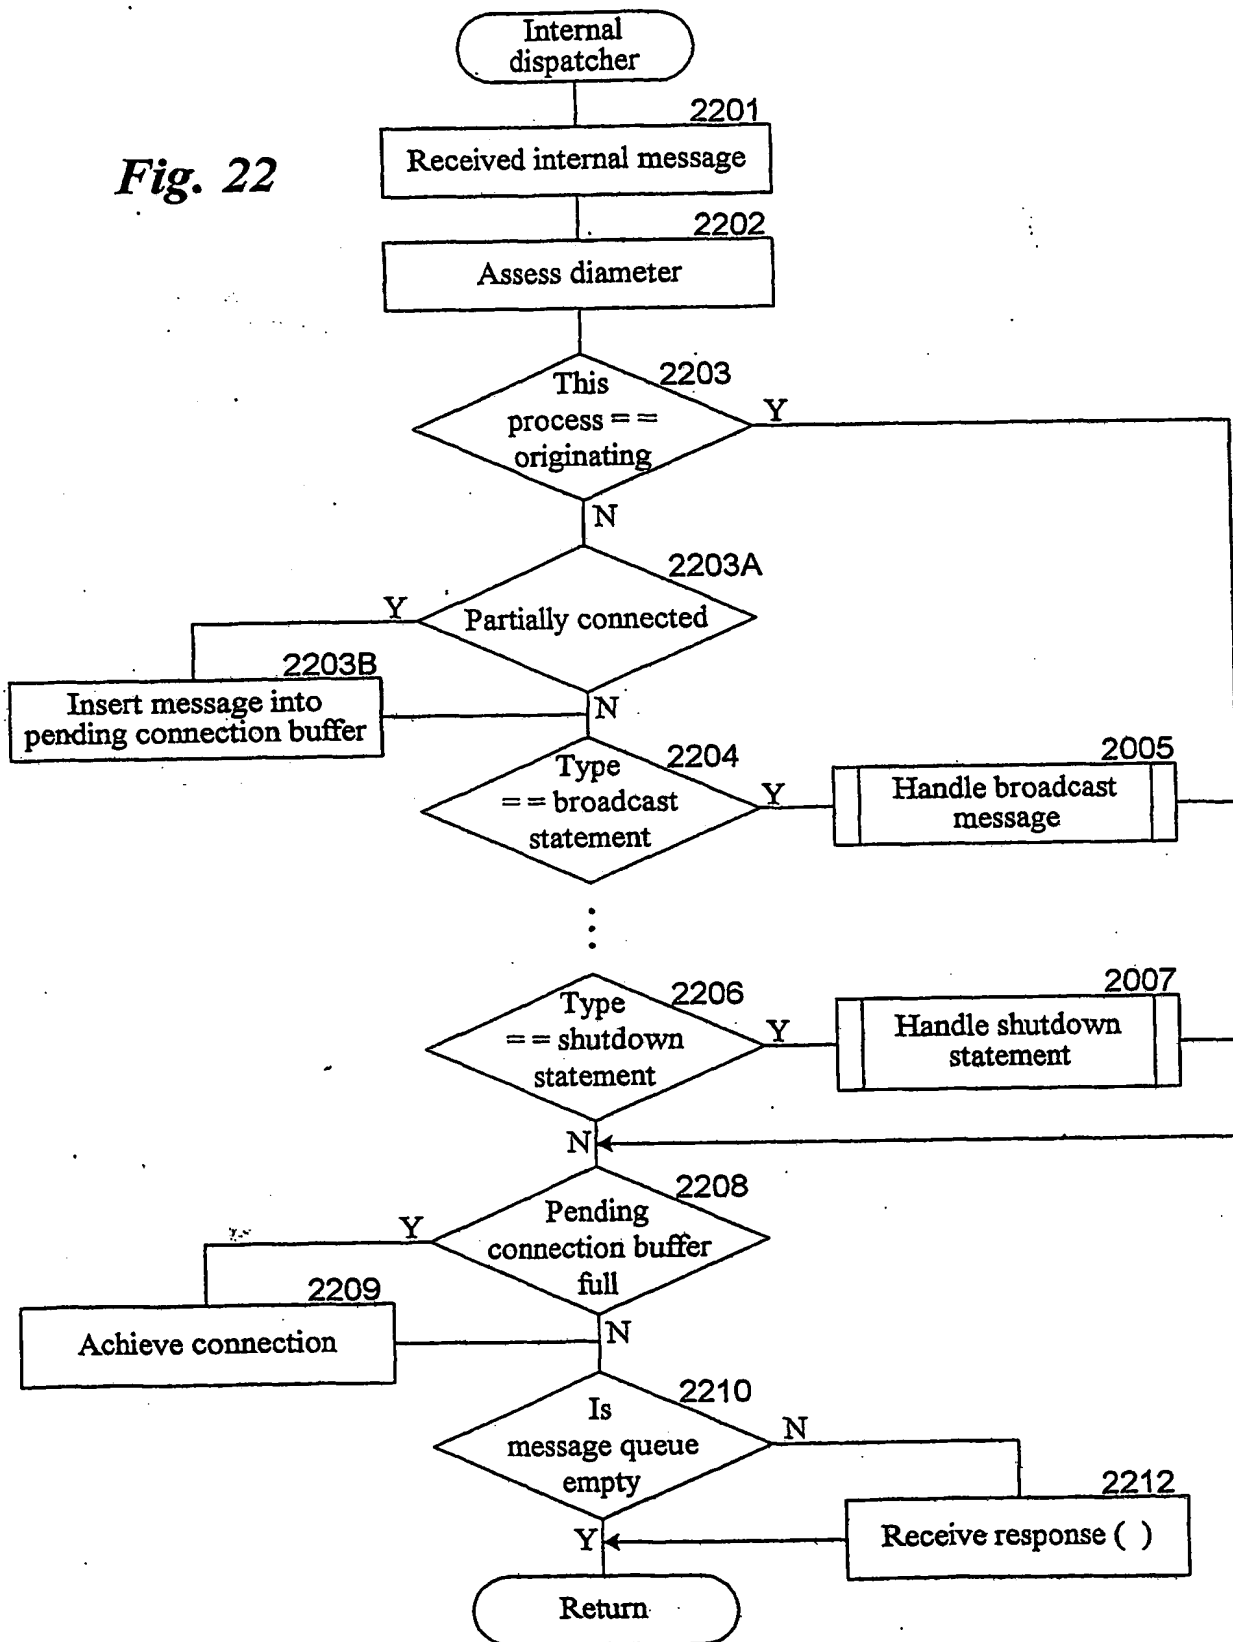 Internal
dispatcher
2201
Received internal message
Fig. 22
2202
Assess diameter
2203
This
process = =
originating
Y
N
2203A
Partially connected
Y
2203B
Insert message into
pending connection buffer
N
2204
Type
= = broadcast
statement
Y
2005
Handle broadcast
message
2206
Type
= = shutdown
statement
Y
2007
Handle shutdown
statement
N
2208
Pending
connection buffer
full
Y
2209
Achieve connection
N
2210
Is
message queue
empty
N
2212
Receive response ( )
Y
Return